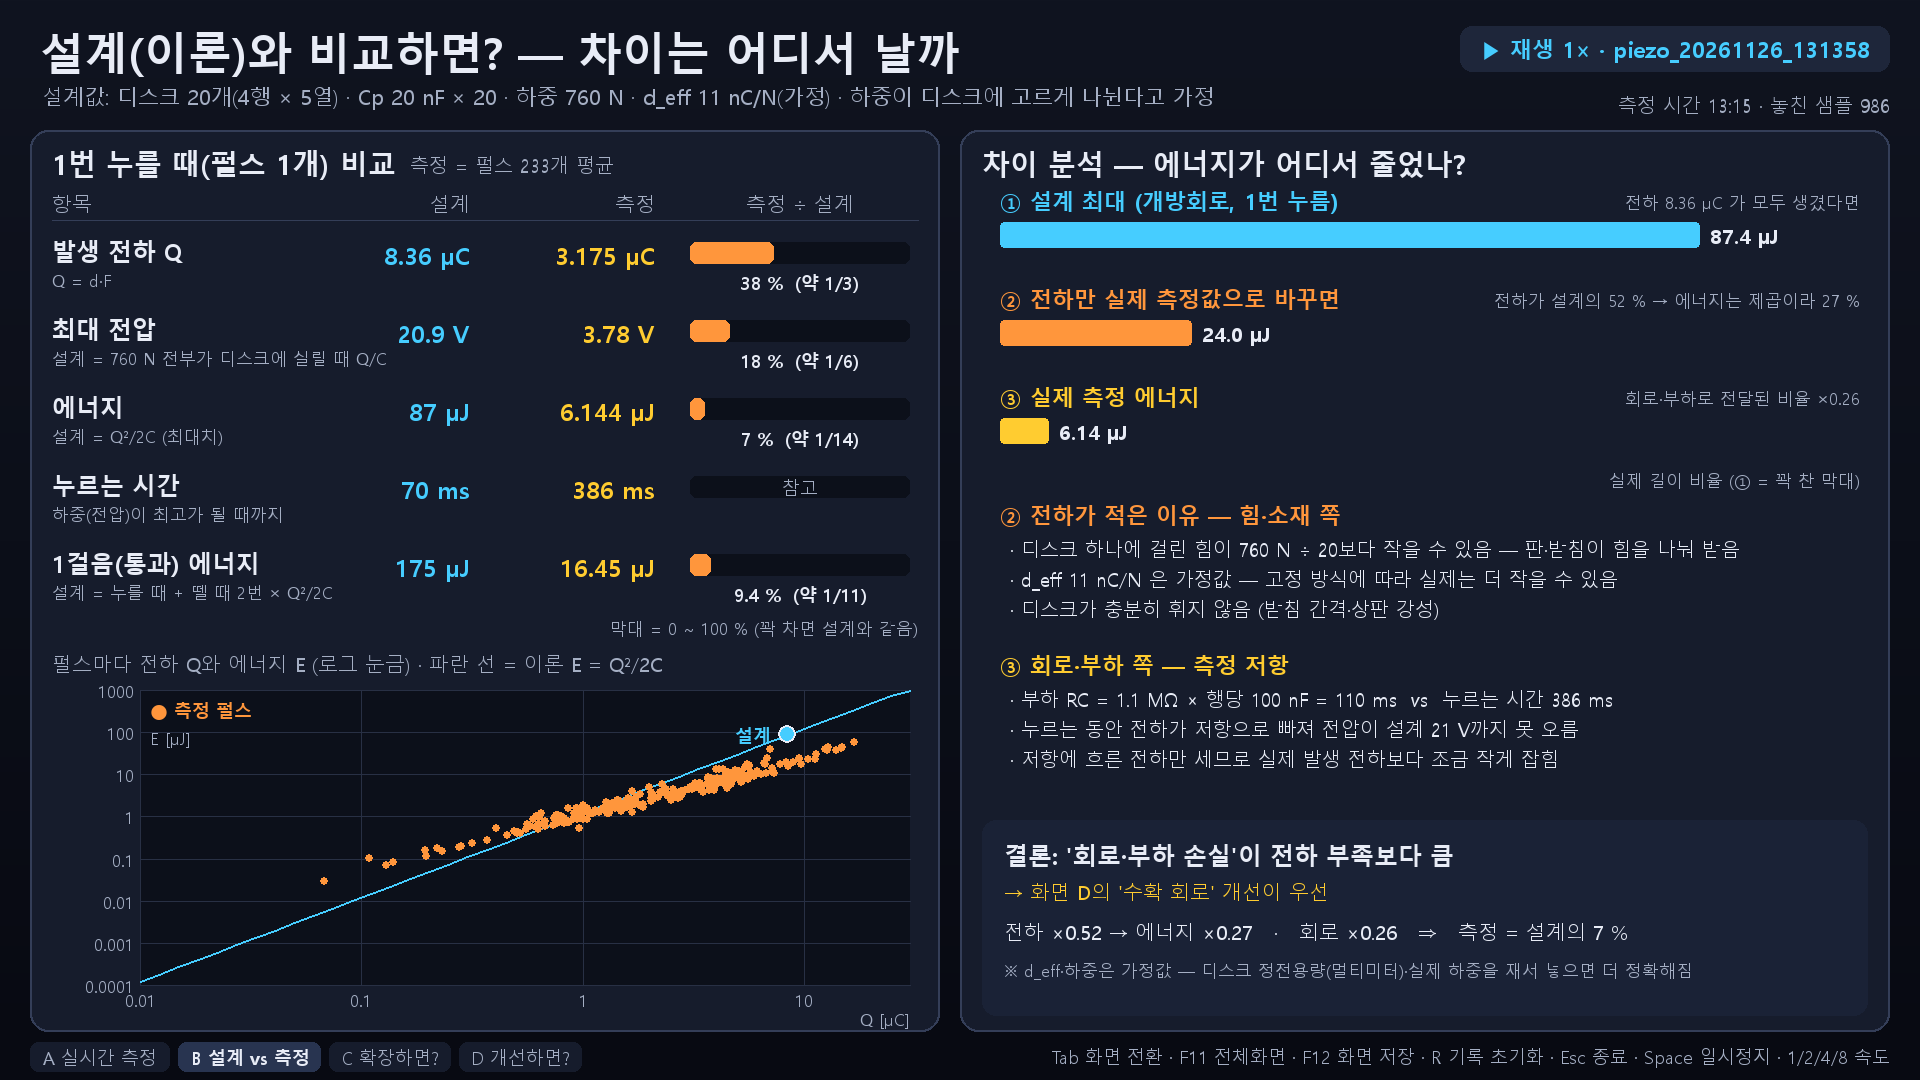 설계(이론)와 비교하면? — 차이는 어디서 날까
▶ 재생 1× · piezo_20261126_131358
설계값: 디스크 20개(4행 × 5열) · Cp 20 nF × 20 · 하중 760 N · d_eff 11 nC/N(가정) · 하중이 디스크에 고르게 나뉜다고 가정
측정 시간 13:15 · 놓친 샘플 986
1번 누를 때(펄스 1개) 비교 측정 = 펄스 233개 평균
항목 설계 측정 측정 ÷ 설계
발생 전하 Q 8.36 µC 3.175 µC
Q = d·F 38 % (약 1/3)
최대 전압 20.9 V 3.78 V
설계 = 760 N 전부가 디스크에 실릴 때 Q/C 18 % (약 1/6)
에너지 87 µJ 6.144 µJ
설계 = Q²/2C (최대치) 7 % (약 1/14)
누르는 시간 70 ms 386 ms 참고
하중(전압)이 최고가 될 때까지
1걸음(통과) 에너지 175 µJ 16.45 µJ
설계 = 누를 때 + 뗄 때 2번 × Q²/2C 9.4 % (약 1/11)
막대 = 0 ~ 100 % (꽉 차면 설계와 같음)
펄스마다 전하 Q와 에너지 E (로그 눈금) · 파란 선 = 이론 E = Q²/2C
1000
● 측정 펄스
100
E [µJ]
설계
10
1
0.1
0.01
0.001
0.0001
0.01 0.1 1 10
Q [µC]
차이 분석 — 에너지가 어디서 줄었나?
① 설계 최대 (개방회로, 1번 누름) 전하 8.36 µC 가 모두 생겼다면
87.4 µJ
② 전하만 실제 측정값으로 바꾸면 전하가 설계의 52 % → 에너지는 제곱이라 27 %
24.0 µJ
③ 실제 측정 에너지 회로·부하로 전달된 비율 ×0.26
6.14 µJ
실제 길이 비율 (① = 꽉 찬 막대)
② 전하가 적은 이유 — 힘·소재 쪽
· 디스크 하나에 걸린 힘이 760 N ÷ 20보다 작을 수 있음 — 판·받침이 힘을 나눠 받음
· d_eff 11 nC/N 은 가정값 — 고정 방식에 따라 실제는 더 작을 수 있음
· 디스크가 충분히 휘지 않음 (받침 간격·상판 강성)
③ 회로·부하 쪽 — 측정 저항
· 부하 RC = 1.1 MΩ × 행당 100 nF = 110 ms vs 누르는 시간 386 ms
· 누르는 동안 전하가 저항으로 빠져 전압이 설계 21 V까지 못 오름
· 저항에 흐른 전하만 세므로 실제 발생 전하보다 조금 작게 잡힘
결론: '회로·부하 손실'이 전하 부족보다 큼
→ 화면 D의 '수확 회로' 개선이 우선
전하 ×0.52 → 에너지 ×0.27 · 회로 ×0.26 ⇒ 측정 = 설계의 7 %
※ d_eff·하중은 가정값 — 디스크 정전용량(멀티미터)·실제 하중을 재서 넣으면 더 정확해짐
A 실시간 측정 B 설계 vs 측정 C 확장하면? D 개선하면?
Tab 화면 전환 · F11 전체화면 · F12 화면 저장 · R 기록 초기화 · Esc 종료 · Space 일시정지 · 1/2/4/8 속도